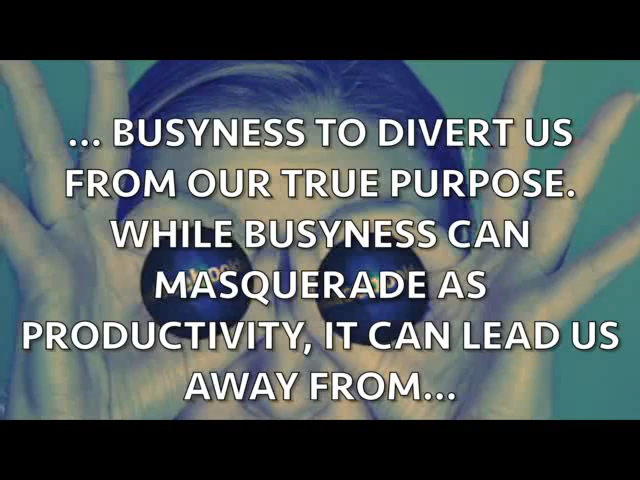 ... BUSYNESS TO DIVERT US
FROM OUR TRUE PURPOSE.
WHILE BUSYNESS CAN
MASQUERADE AS
PRODUCTIVITY, IT CAN LEAD US
AWAY FROM...